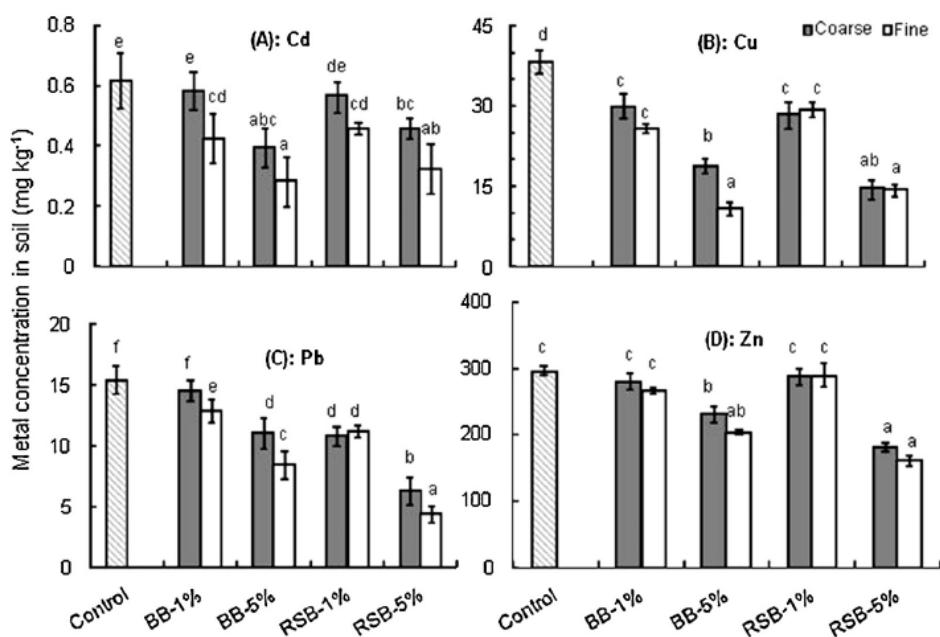 Metal concentration in soil (mg kg⁻¹)
(A): Cd
0.8
0.6
0.4
0.2
0
e
e
cd
abc
a
de
cd
bc
ab
(B): Cu
Coarse Fine
45
30
15
0
d
c
c
b
a
c
c
ab
a
(C): Pb
20
15
10
5
0
f
f
e
d
c
d
d
b
a
(D): Zn
400
300
200
100
0
c
c
c
b
ab
c
c
a
a
Control BB-1% BB-5% RSB-1% RSB-5%
Control BB-1% BB-5% RSB-1% RSB-5%